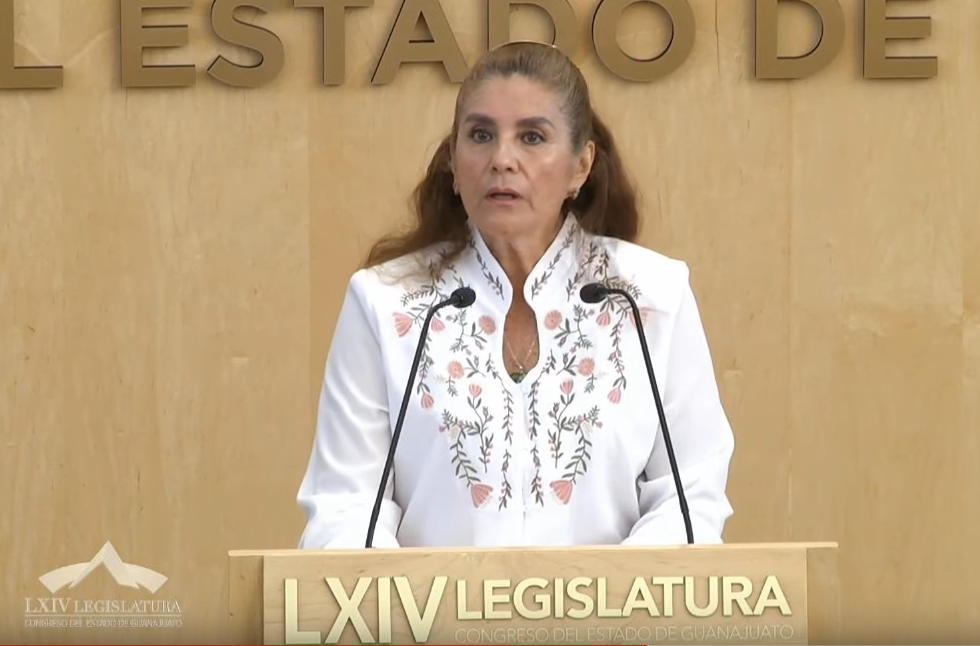 L ESTADO DE
LXIV LEGISLATURA
CONGRESO DEL ESTADO DE GUANAJUATO
LXIV LEGISLATURA
CONGRESO DEL ESTADO DE GUANAJUATO